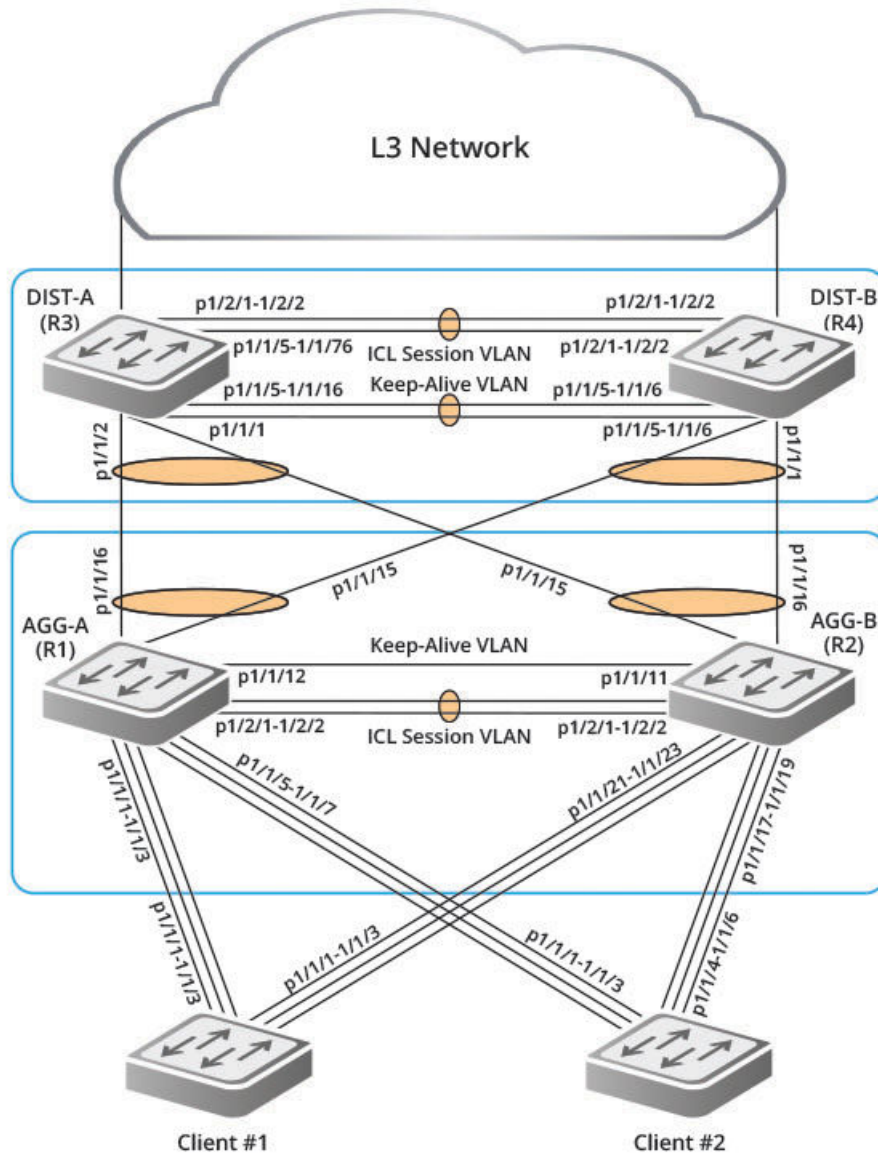 L3 Network
DIST-A
(R3)
p1/2/1-1/2/2
p1/2/1-1/2/2
DIST-B
(R4)
p1/1/5-1/1/76
ICL Session VLAN
p1/2/1-1/2/2
p1/1/5-1/1/16
Keep-Alive VLAN
p1/1/5-1/1/6
p1/1/2
p1/1/1
p1/1/5-1/1/6
p1/1/1
p1/1/16
p1/1/15
p1/1/15
p1/1/16
AGG-A
(R1)
Keep-Alive VLAN
AGG-B
(R2)
p1/1/12
p1/1/11
p1/2/1-1/2/2
ICL Session VLAN
p1/2/1-1/2/2
p1/1/1-1/1/3
p1/1/5-1/1/7
p1/1/21-1/1/23
p1/1/17-1/1/19
p1/1/1-1/1/3
p1/1/1-1/1/3
p1/1/1-1/1/3
p1/1/4-1/1/6
Client #1
Client #2